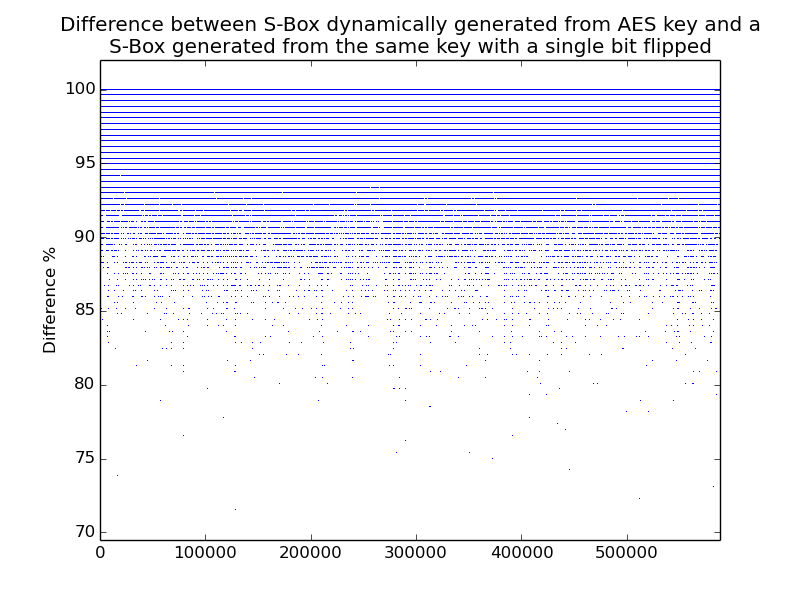 Difference between S-Box dynamically generated from AES key and a
S-Box generated from the same key with a single bit flipped
100
95
90
85
80
75
70
Difference %
0 100000 200000 300000 400000 500000